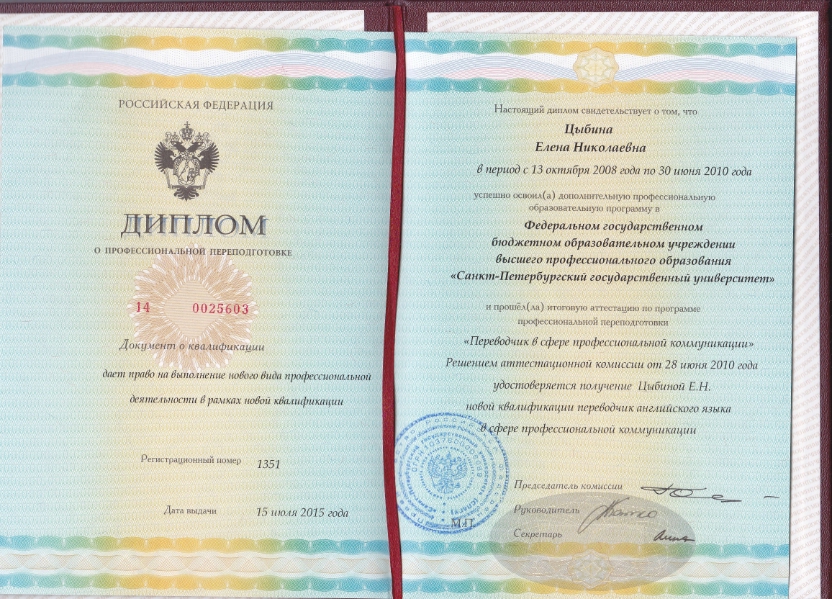 РОССИЙСКАЯ ФЕДЕРАЦИЯ
ДИПЛОМ
О ПРОФЕССИОНАЛЬНОЙ ПЕРЕПОДГОТОВКЕ
14 0025603
Документ о квалификации
дает право на выполнение нового вида профессиональной
деятельности в рамках новой квалификации
Регистрационный номер 1351
Дата выдачи 15 июля 2015 года
Настоящий диплом свидетельствует о том, что
Цыбина
Елена Николаевна
в период с 13 октября 2008 года по 30 июня 2010 года
успешно освоил(а) дополнительную профессиональную
образовательную программу в
Федеральном государственном
бюджетном образовательном учреждении
высшего профессионального образования
«Санкт-Петербургский государственный университет»
и прошёл(ла) итоговую аттестацию по программе
профессиональной переподготовки
«Переводчик в сфере профессиональной коммуникации»
Решением аттестационной комиссии от 28 июня 2010 года
удостоверяется получение Цыбиной Е.Н.
новой квалификации переводчик английского языка
в сфере профессиональной коммуникации
Председатель комиссии
Руководитель
М.П.
Секретарь